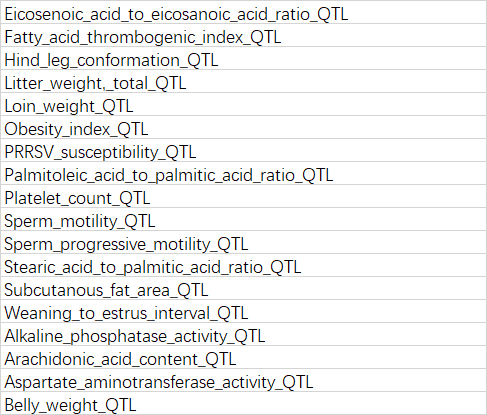 Eicosenoic_acid_to_eicosanoic_acid_ratio_QTL
Fatty_acid_thrombogenic_index_QTL
Hind_leg_conformation_QTL
Litter_weight,_total_QTL
Loin_weight_QTL
Obesity_index_QTL
PRRSV_susceptibility_QTL
Palmitoleic_acid_to_palmitic_acid_ratio_QTL
Platelet_count_QTL
Sperm_motility_QTL
Sperm_progressive_motility_QTL
Stearic_acid_to_palmitic_acid_ratio_QTL
Subcutanous_fat_area_QTL
Weaning_to_estrus_interval_QTL
Alkaline_phosphatase_activity_QTL
Arachidonic_acid_content_QTL
Aspartate_aminotransferase_activity_QTL
Belly_weight_QTL